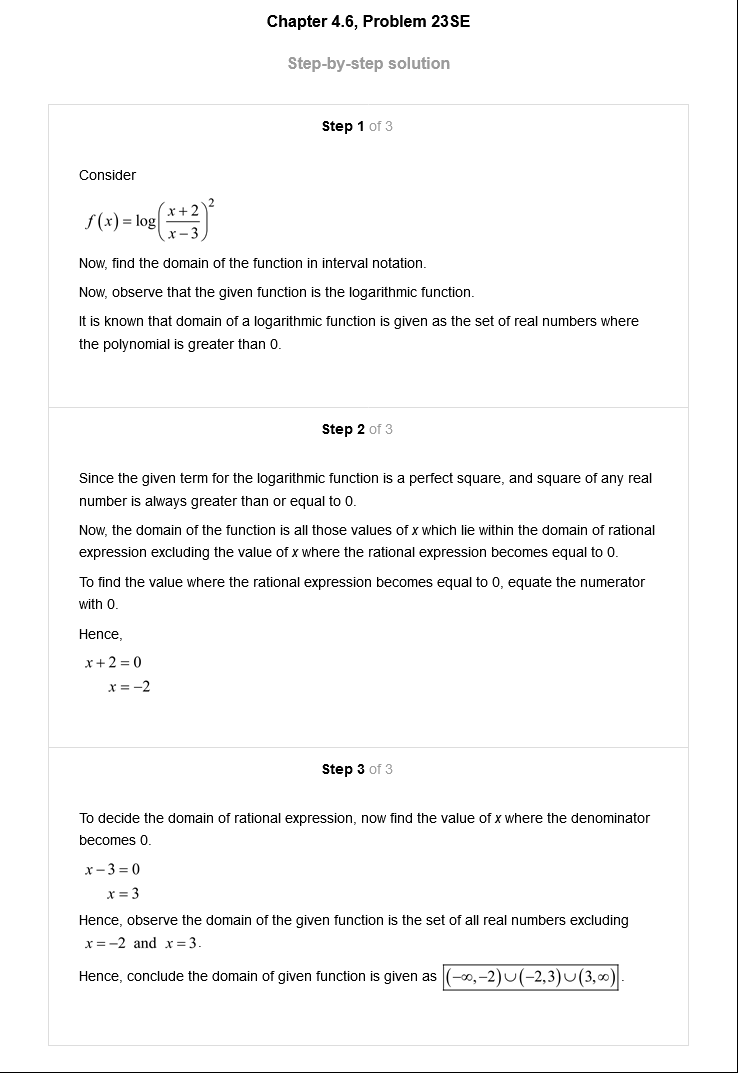 Chapter 4.6, Problem 23SE
Step-by-step solution
Step 1 of 3
Consider
f(x) = log((x+2)/(x−3))²
Now, find the domain of the function in interval notation.
Now, observe that the given function is the logarithmic function.
It is known that domain of a logarithmic function is given as the set of real numbers where
the polynomial is greater than 0.
Step 2 of 3
Since the given term for the logarithmic function is a perfect square, and square of any real
number is always greater than or equal to 0.
Now, the domain of the function is all those values of x which lie within the domain of rational
expression excluding the value of x where the rational expression becomes equal to 0.
To find the value where the rational expression becomes equal to 0, equate the numerator
with 0.
Hence,
x + 2 = 0
x = −2
Step 3 of 3
To decide the domain of rational expression, now find the value of x where the denominator
becomes 0.
x − 3 = 0
x = 3
Hence, observe the domain of the given function is the set of all real numbers excluding
x = −2 and x = 3.
Hence, conclude the domain of given function is given as (−∞,−2)∪(−2,3)∪(3,∞).